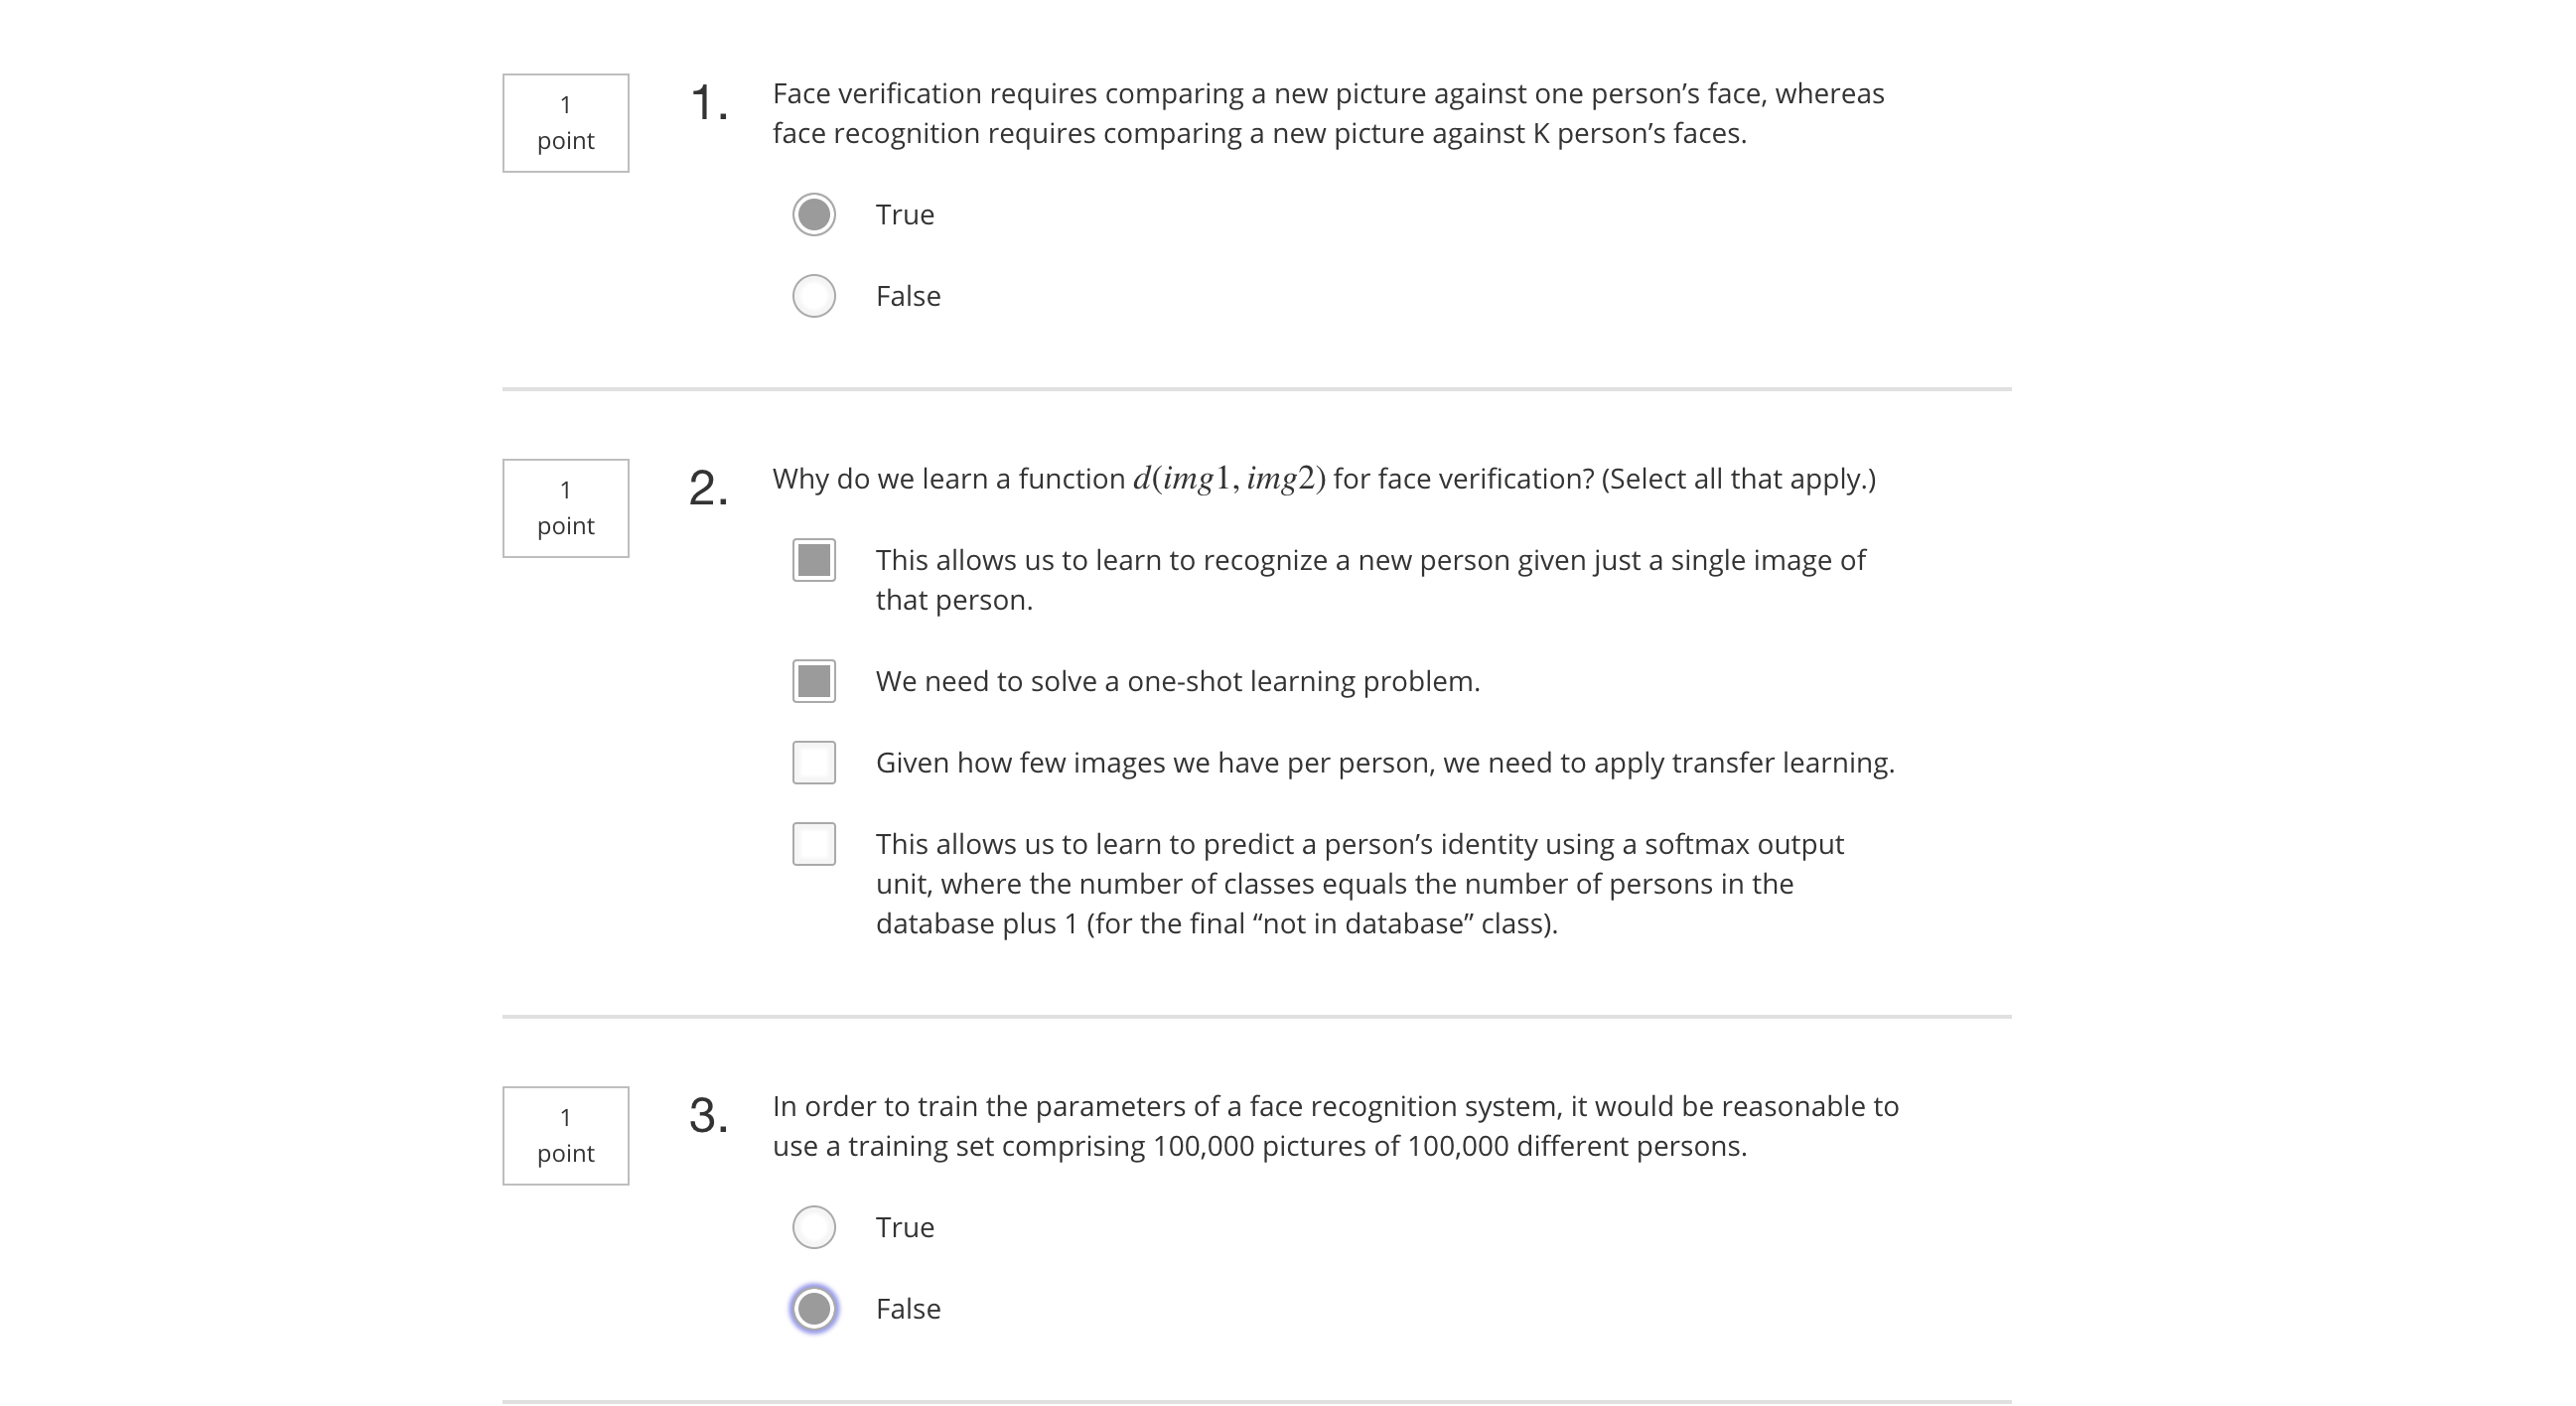 1
point
1.
Face verification requires comparing a new picture against one person’s face, whereas
face recognition requires comparing a new picture against K person’s faces.
True
False
1
point
2.
Why do we learn a function d(img1, img2) for face verification? (Select all that apply.)
This allows us to learn to recognize a new person given just a single image of
that person.
We need to solve a one-shot learning problem.
Given how few images we have per person, we need to apply transfer learning.
This allows us to learn to predict a person’s identity using a softmax output
unit, where the number of classes equals the number of persons in the
database plus 1 (for the final “not in database” class).
1
point
3.
In order to train the parameters of a face recognition system, it would be reasonable to
use a training set comprising 100,000 pictures of 100,000 different persons.
True
False